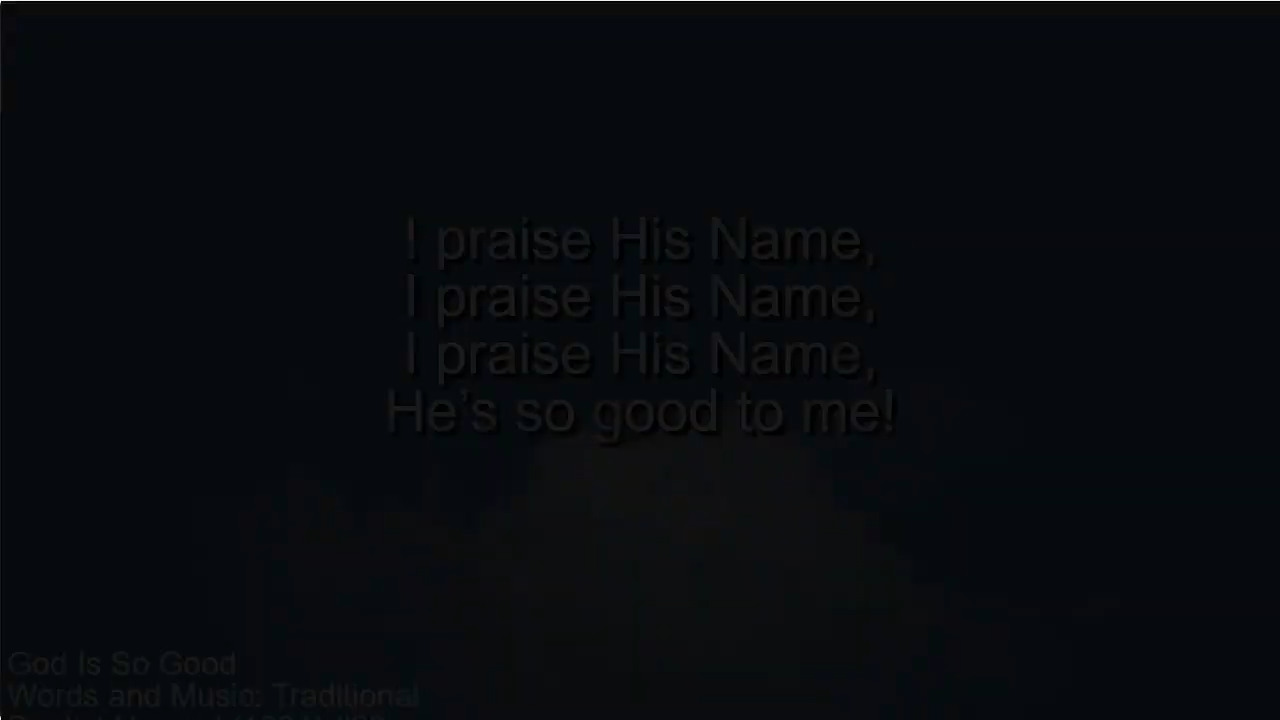 I praise His Name,
I praise His Name,
I praise His Name,
He's so good to me!
God Is So Good
Words and Music: Traditional